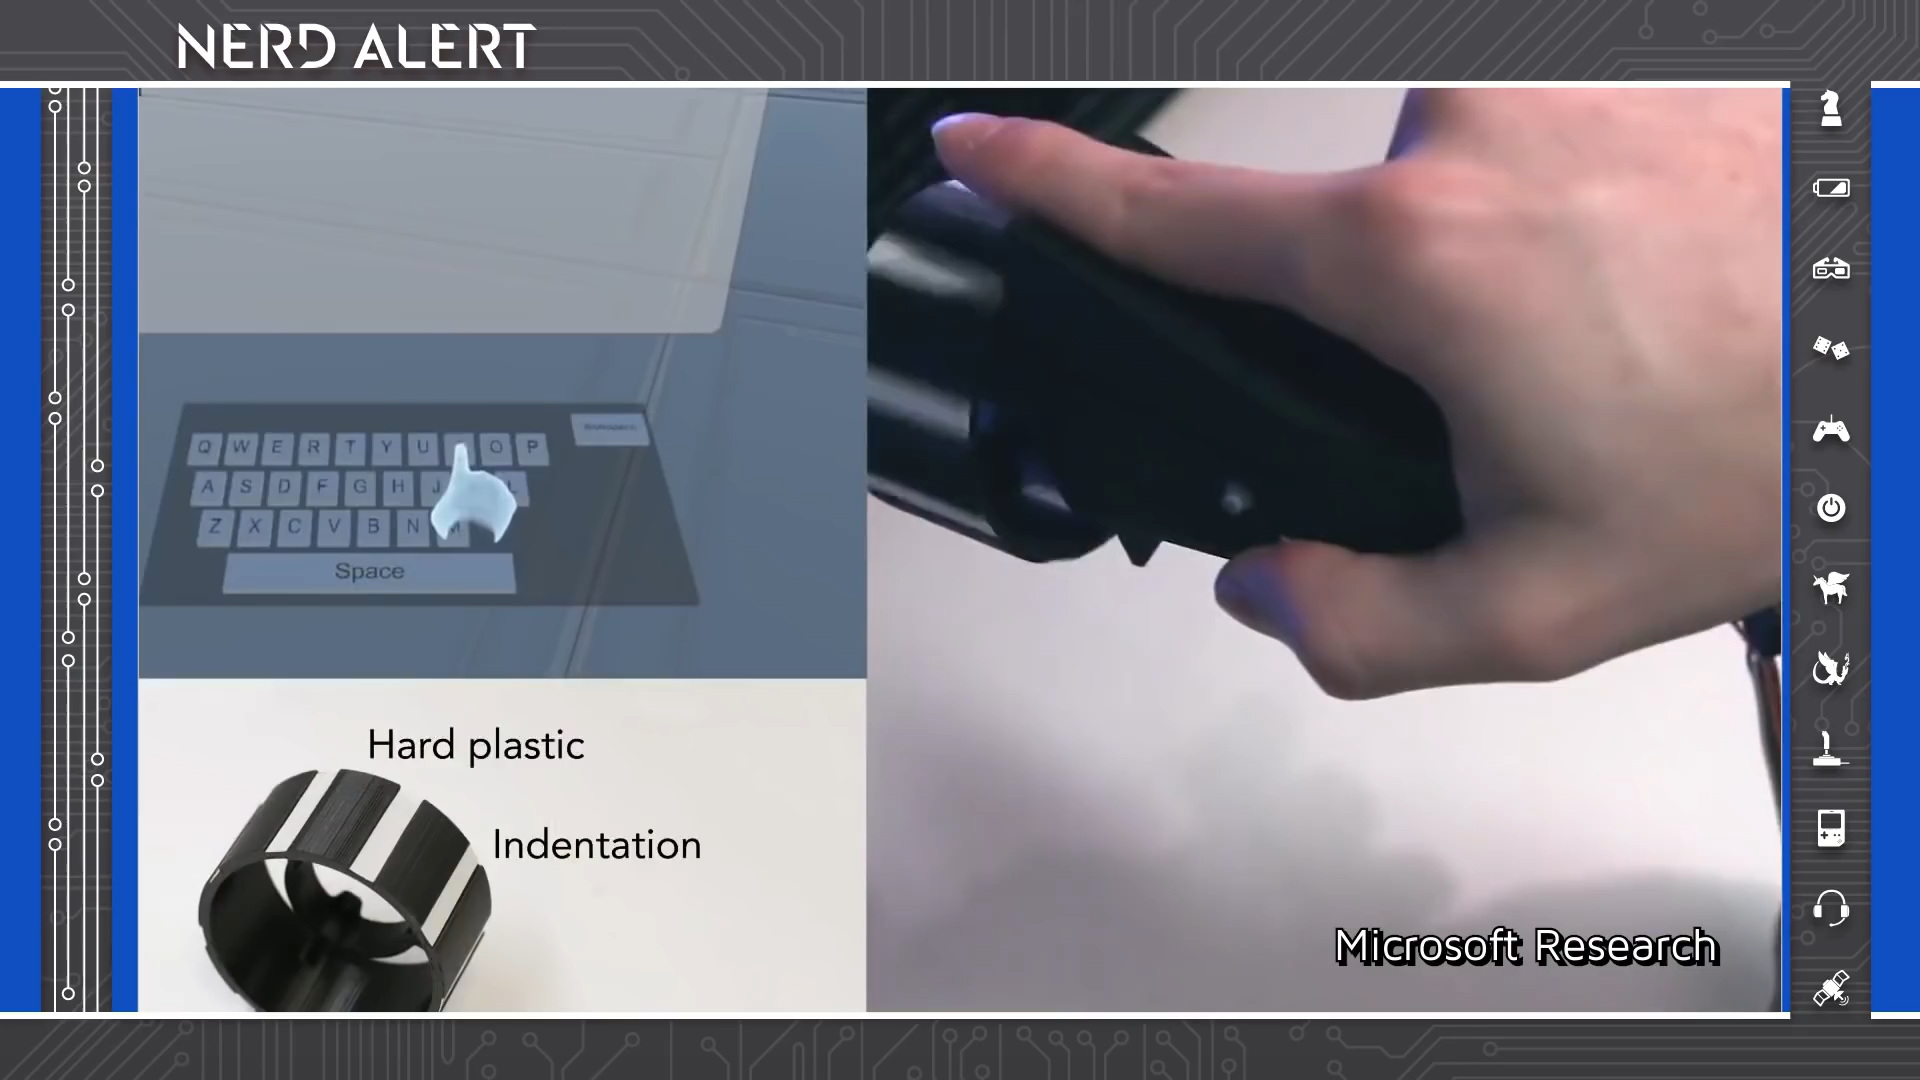 NERD ALERT
Q W E R T Y U O P
A S D F G H J L
Z X C V B N M
Space
Hard plastic
Indentation
Microsoft Research